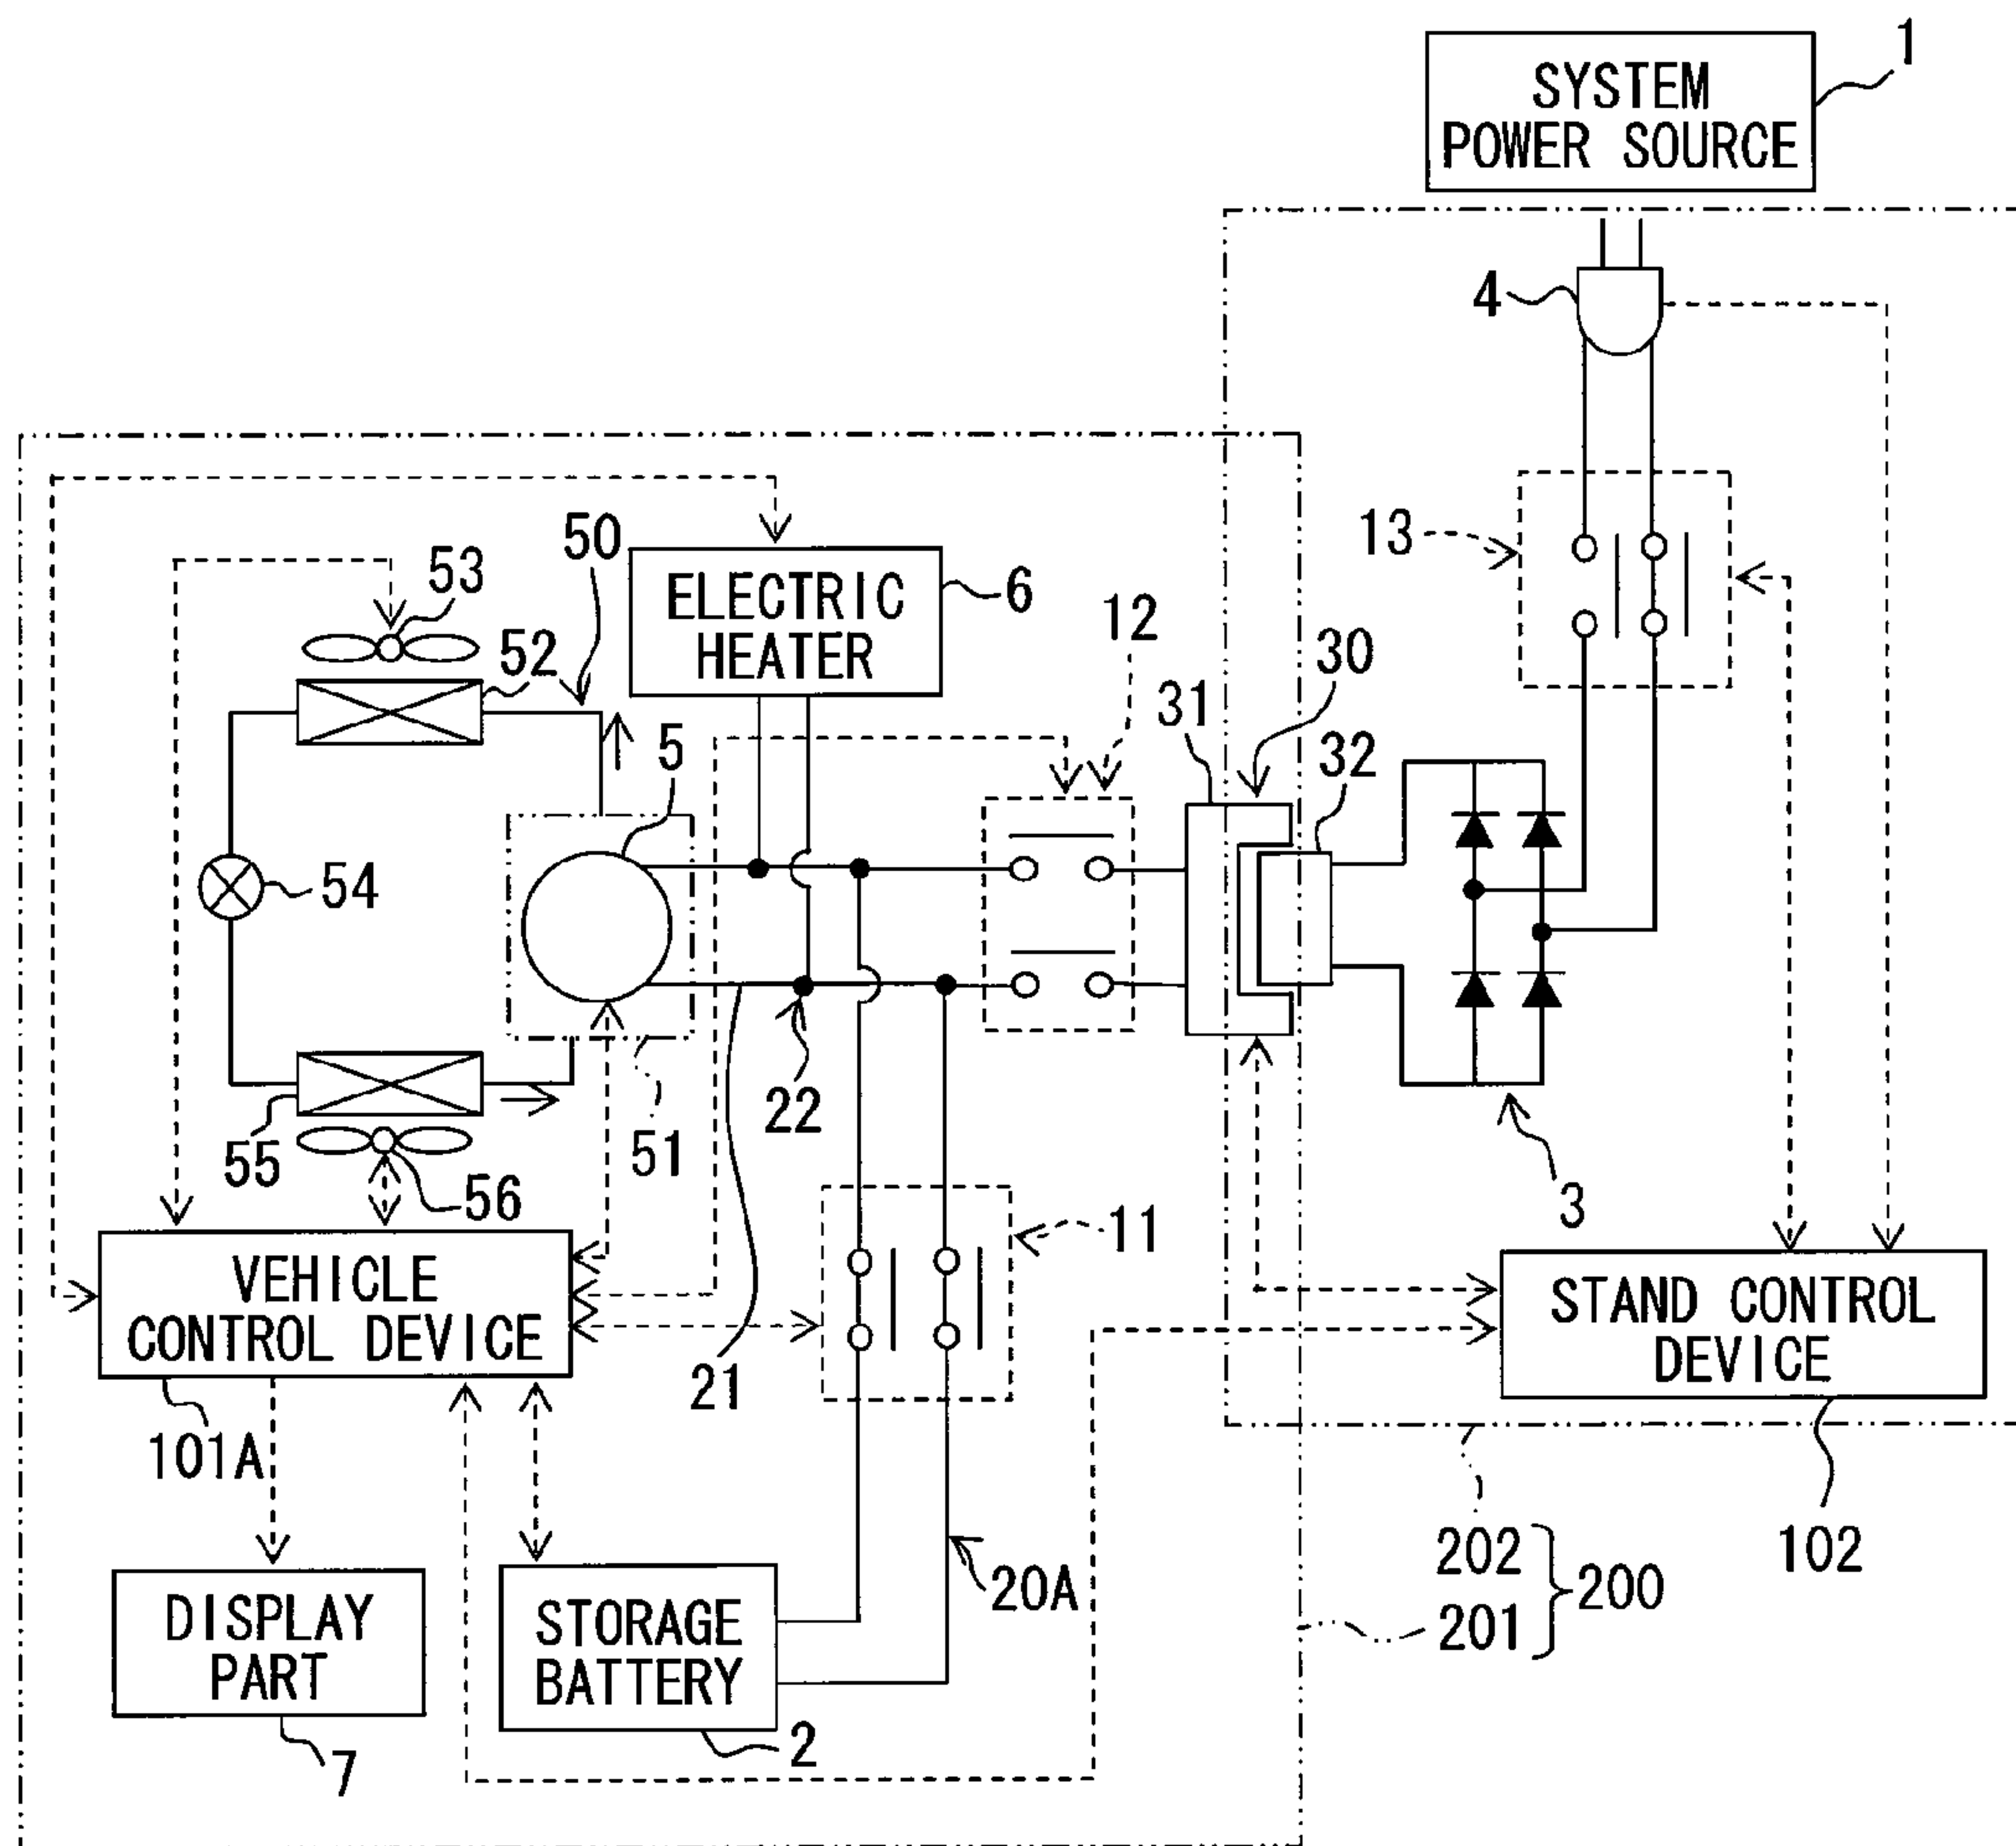 1
SYSTEM
POWER SOURCE
4
13
50
53
ELECTRIC
HEATER
6
12
52
30
31
5
32
54
22
51
55
56
3
11
VEHICLE
CONTROL DEVICE
STAND CONTROL
DEVICE
21
101A
202
201
200
102
20A
DISPLAY
PART
STORAGE
BATTERY
2
7